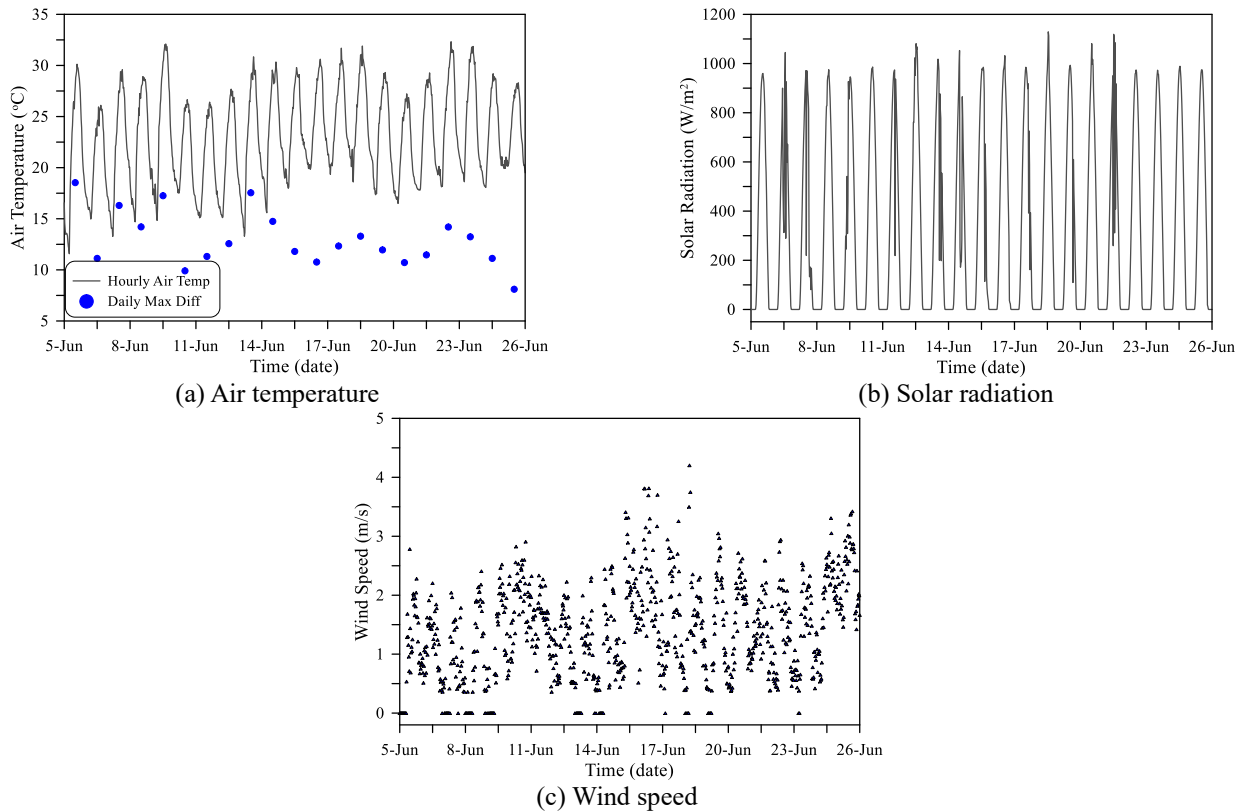 35
30
25
20
15
10
5
Air Temperature (°C)
Hourly Air Temp
Daily Max Diff
5-Jun 8-Jun 11-Jun 14-Jun 17-Jun 20-Jun 23-Jun 26-Jun
Time (date)
(a) Air temperature
1200
1000
800
600
400
200
0
Solar Radiation (W/m²)
5-Jun 8-Jun 11-Jun 14-Jun 17-Jun 20-Jun 23-Jun 26-Jun
Time (date)
(b) Solar radiation
5
4
3
2
1
0
Wind Speed (m/s)
5-Jun 8-Jun 11-Jun 14-Jun 17-Jun 20-Jun 23-Jun 26-Jun
Time (date)
(c) Wind speed